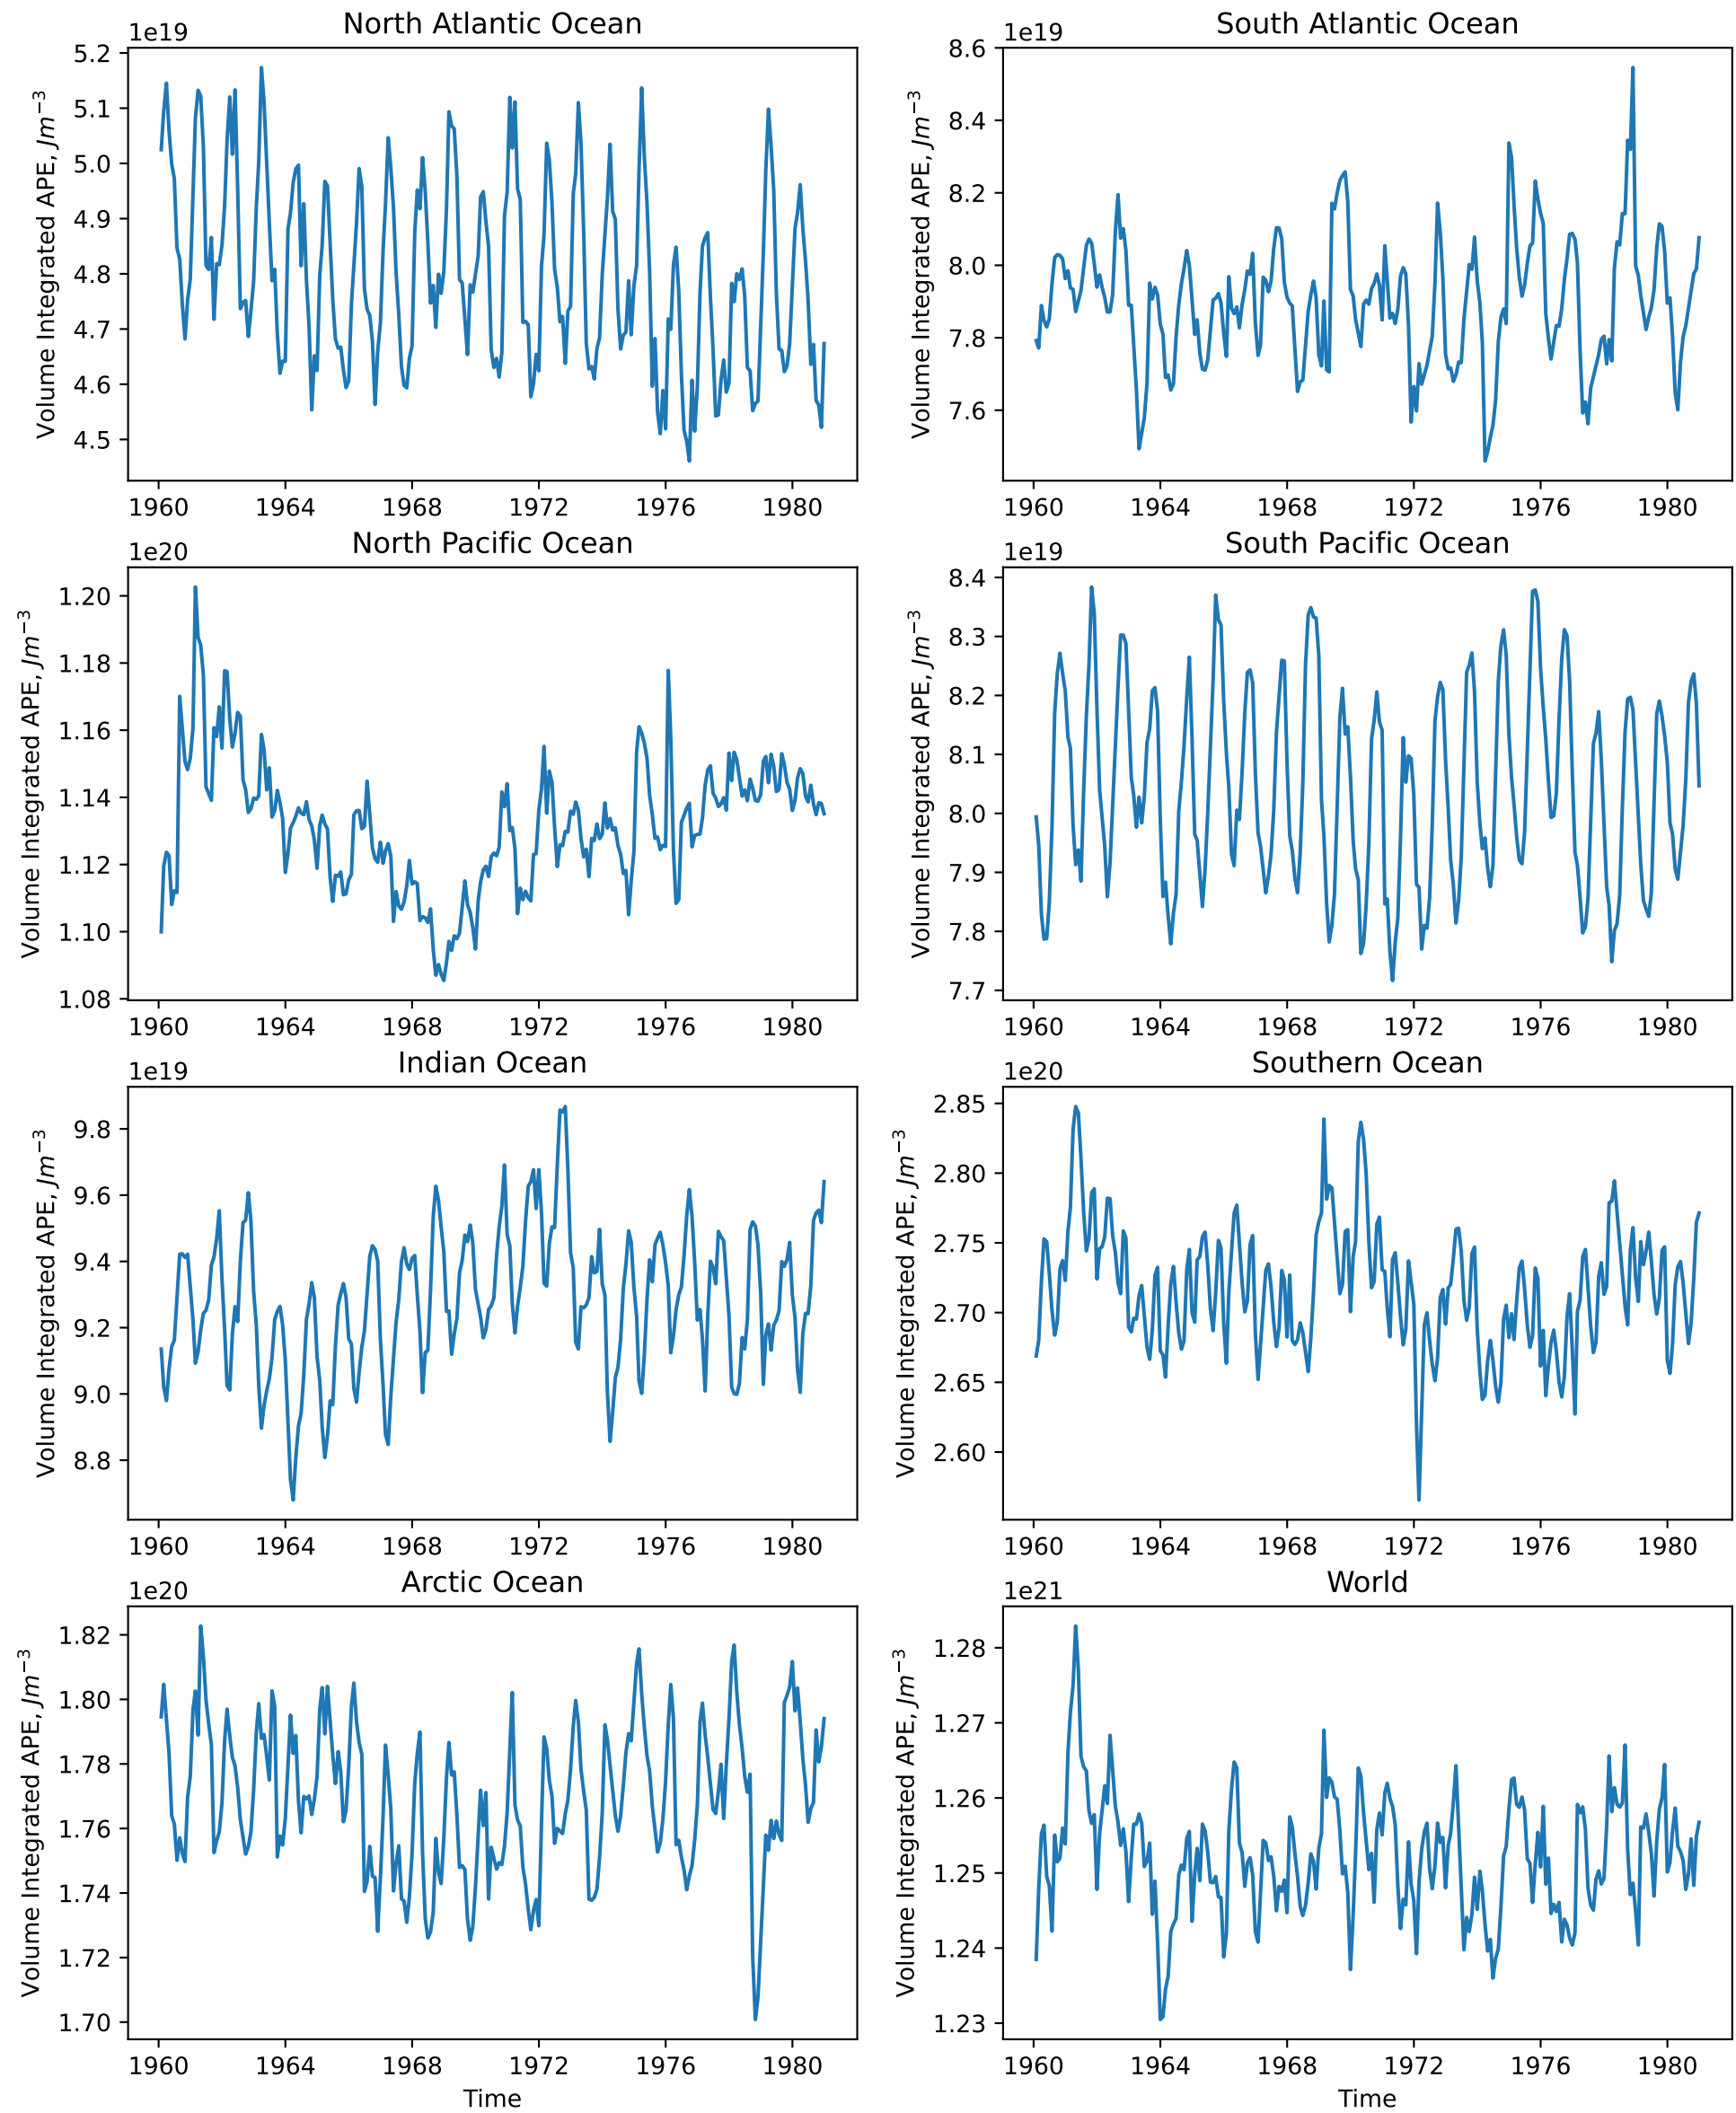 1e19
North Atlantic Ocean
Volume Integrated APE, Jm⁻³
5.2
5.1
5.0
4.9
4.8
4.7
4.6
4.5
1960 1964 1968 1972 1976 1980
1e19
South Atlantic Ocean
Volume Integrated APE, Jm⁻³
8.6
8.4
8.2
8.0
7.8
7.6
1960 1964 1968 1972 1976 1980
1e20
North Pacific Ocean
Volume Integrated APE, Jm⁻³
1.20
1.18
1.16
1.14
1.12
1.10
1.08
1960 1964 1968 1972 1976 1980
1e19
South Pacific Ocean
Volume Integrated APE, Jm⁻³
8.4
8.3
8.2
8.1
8.0
7.9
7.8
7.7
1960 1964 1968 1972 1976 1980
1e19
Indian Ocean
Volume Integrated APE, Jm⁻³
9.8
9.6
9.4
9.2
9.0
8.8
1960 1964 1968 1972 1976 1980
1e20
Southern Ocean
Volume Integrated APE, Jm⁻³
2.85
2.80
2.75
2.70
2.65
2.60
1960 1964 1968 1972 1976 1980
1e20
Arctic Ocean
Volume Integrated APE, Jm⁻³
1.82
1.80
1.78
1.76
1.74
1.72
1.70
1960 1964 1968 1972 1976 1980
Time
1e21
World
Volume Integrated APE, Jm⁻³
1.28
1.27
1.26
1.25
1.24
1.23
1960 1964 1968 1972 1976 1980
Time